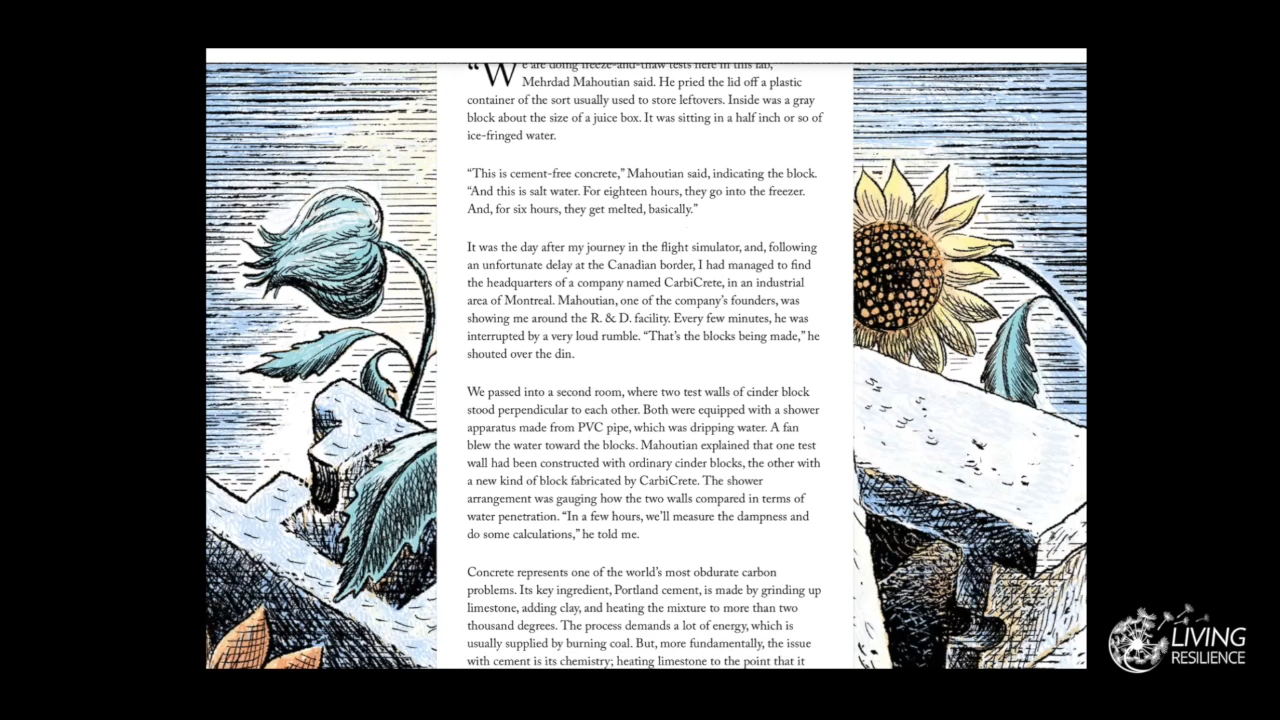 “We are doing freeze-and-thaw tests here in this lab,”
Mehrdad Mahoutian said. He pried the lid off a plastic
container of the sort usually used to store leftovers. Inside was a gray
block about the size of a juice box. It was sitting in a half inch or so of
ice-fringed water.
“This is cement-free concrete,” Mahoutian said, indicating the block.
“And this is salt water. For eighteen hours, they go into the freezer.
And, for six hours, they get melted, basically.”
It was the day after my journey in the flight simulator, and, following
an unfortunate delay at the Canadian border, I had managed to find
the headquarters of a company named CarbiCrete, in an industrial
area of Montreal. Mahoutian, one of the company’s founders, was
showing me around the R. & D. facility. Every few minutes, he was
interrupted by a very loud rumble. “That’s the blocks being made,” he
shouted over the din.
We passed into a second room, where two test walls of cinder block
stood perpendicular to each other. Both were equipped with a shower
apparatus made from PVC pipe, which was dripping water. A fan
blew the water toward the blocks. Mahoutian explained that one test
wall had been constructed with ordinary cinder blocks, the other with
a new kind of block fabricated by CarbiCrete. The shower
arrangement was gauging how the two walls compared in terms of
water penetration. “In a few hours, we’ll measure the dampness and
do some calculations,” he told me.
Concrete represents one of the world’s most obdurate carbon
problems. Its key ingredient, Portland cement, is made by grinding up
limestone, adding clay, and heating the mixture to more than two
thousand degrees. The process demands a lot of energy, which is
usually supplied by burning coal. But, more fundamentally, the issue
with cement is its chemistry; heating limestone to the point that it
LIVING
RESILIENCE